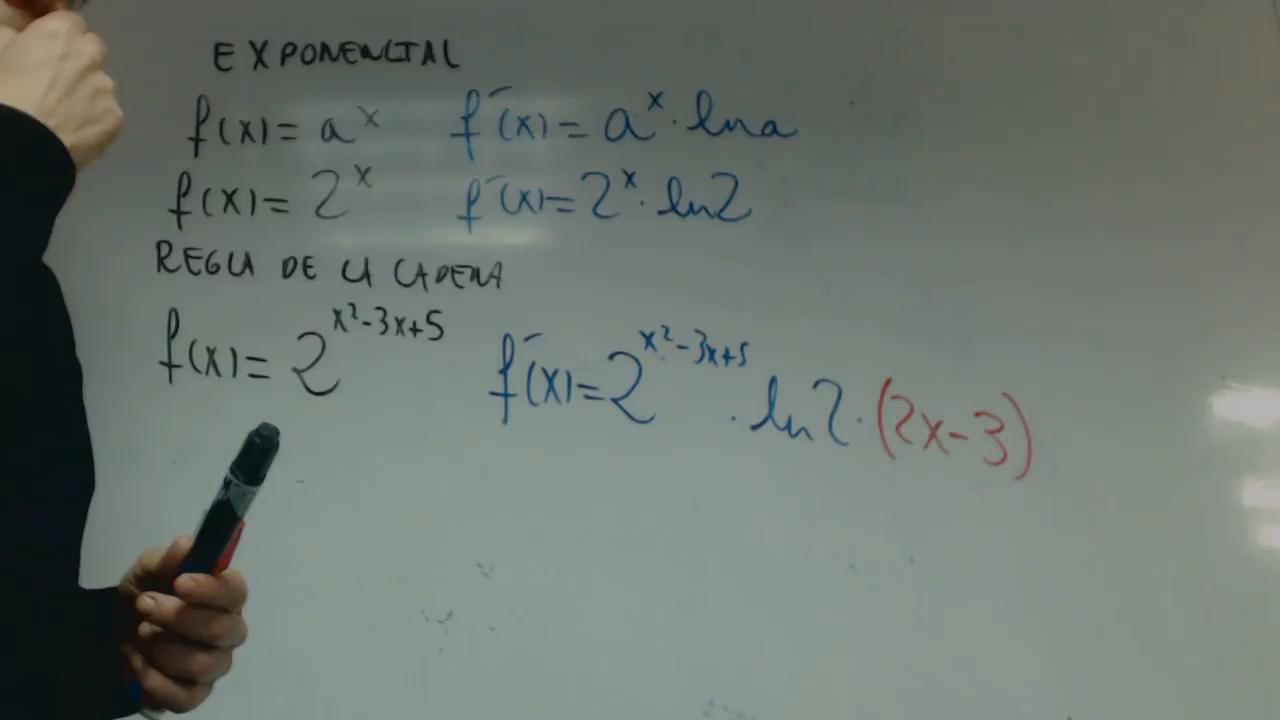 EXPONENCIAL
f(x) = a^x f'(x) = a^x · ln a
f(x) = 2^x f'(x) = 2^x · ln 2
REGLA DE LA CADENA
f(x) = 2^(x²-3x+5) f'(x) = 2^(x²-3x+5) · ln 2 · (2x-3)